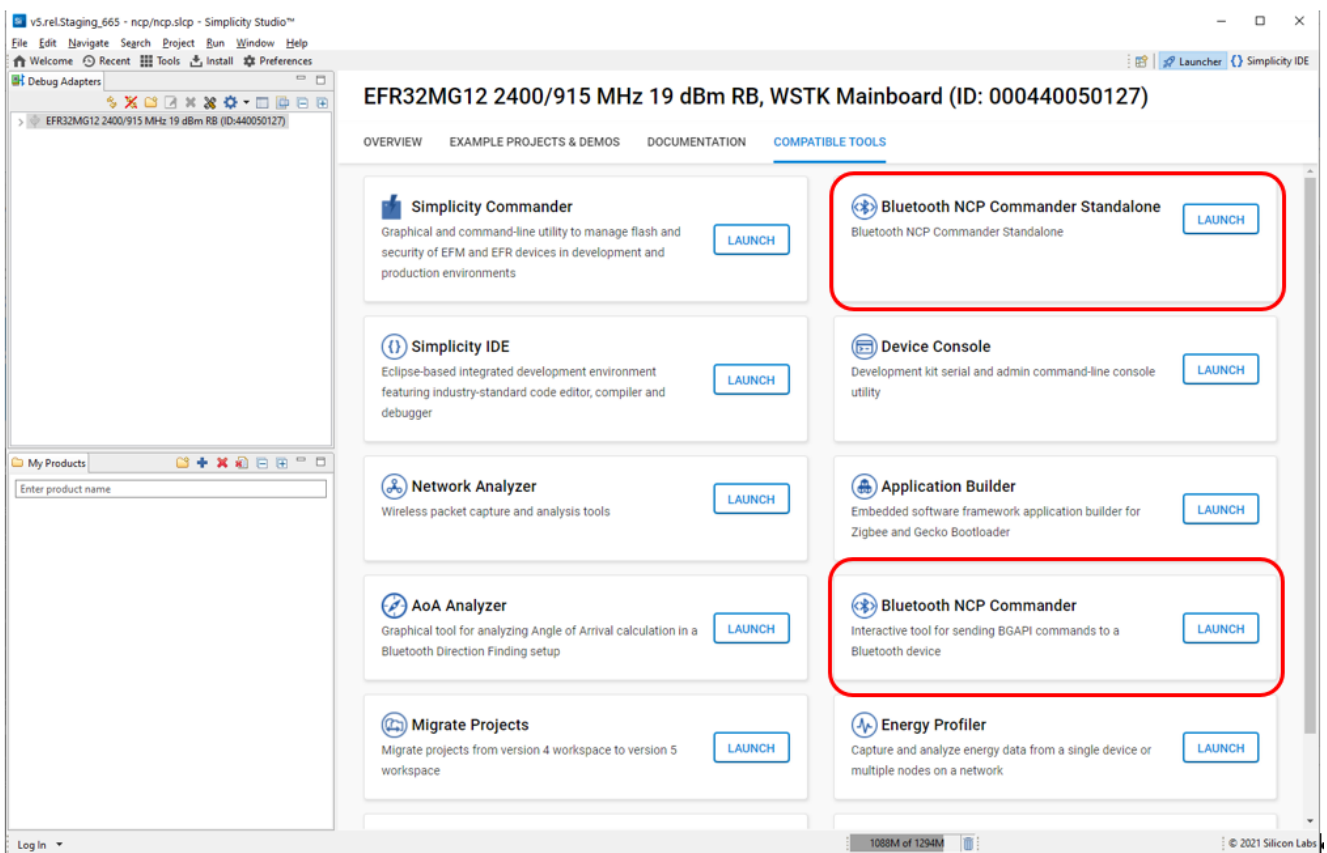 v5.rel.Staging_665 - ncp/ncp.slcp - Simplicity Studio™
File Edit Navigate Search Project Run Window Help
Welcome Recent Tools Install Preferences
Launcher {} Simplicity IDE
Debug Adapters
EFR32MG12 2400/915 MHz 19 dBm RB (ID:440050127)
My Products
Enter product name
EFR32MG12 2400/915 MHz 19 dBm RB, WSTK Mainboard (ID: 000440050127)
OVERVIEW EXAMPLE PROJECTS & DEMOS DOCUMENTATION COMPATIBLE TOOLS
Simplicity Commander
Graphical and command-line utility to manage flash and
security of EFM and EFR devices in development and
production environments
LAUNCH
Bluetooth NCP Commander Standalone
Bluetooth NCP Commander Standalone
LAUNCH
Simplicity IDE
Eclipse-based integrated development environment
featuring industry-standard code editor, compiler and
debugger
LAUNCH
Device Console
Development kit serial and admin command-line console
utility
LAUNCH
Network Analyzer
Wireless packet capture and analysis tools
LAUNCH
Application Builder
Embedded software framework application builder for
Zigbee and Gecko Bootloader
LAUNCH
AoA Analyzer
Graphical tool for analyzing Angle of Arrival calculation in a
Bluetooth Direction Finding setup
LAUNCH
Bluetooth NCP Commander
Interactive tool for sending BGAPI commands to a
Bluetooth device
LAUNCH
Migrate Projects
Migrate projects from version 4 workspace to version 5
workspace
LAUNCH
Energy Profiler
Capture and analyze energy data from a single device or
multiple nodes on a network
LAUNCH
Log In
1088M of 1294M
© 2021 Silicon Labs